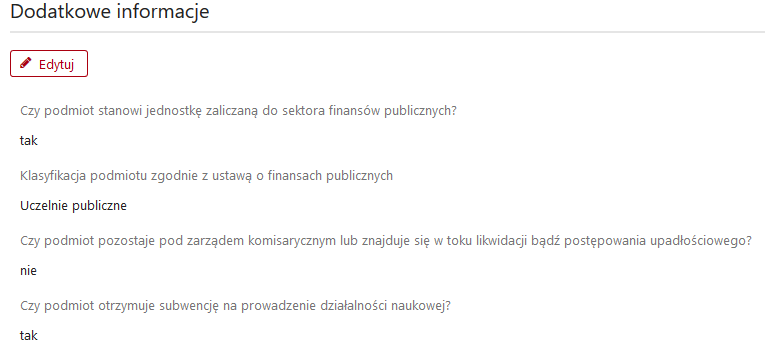 Dodatkowe informacje
Edytuj
Czy podmiot stanowi jednostkę zaliczaną do sektora finansów publicznych?
tak
Klasyfikacja podmiotu zgodnie z ustawą o finansach publicznych
Uczelnie publiczne
Czy podmiot pozostaje pod zarządem komisarycznym lub znajduje się w toku likwidacji bądź postępowania upadłościowego?
nie
Czy podmiot otrzymuje subwencję na prowadzenie działalności naukowej?
tak